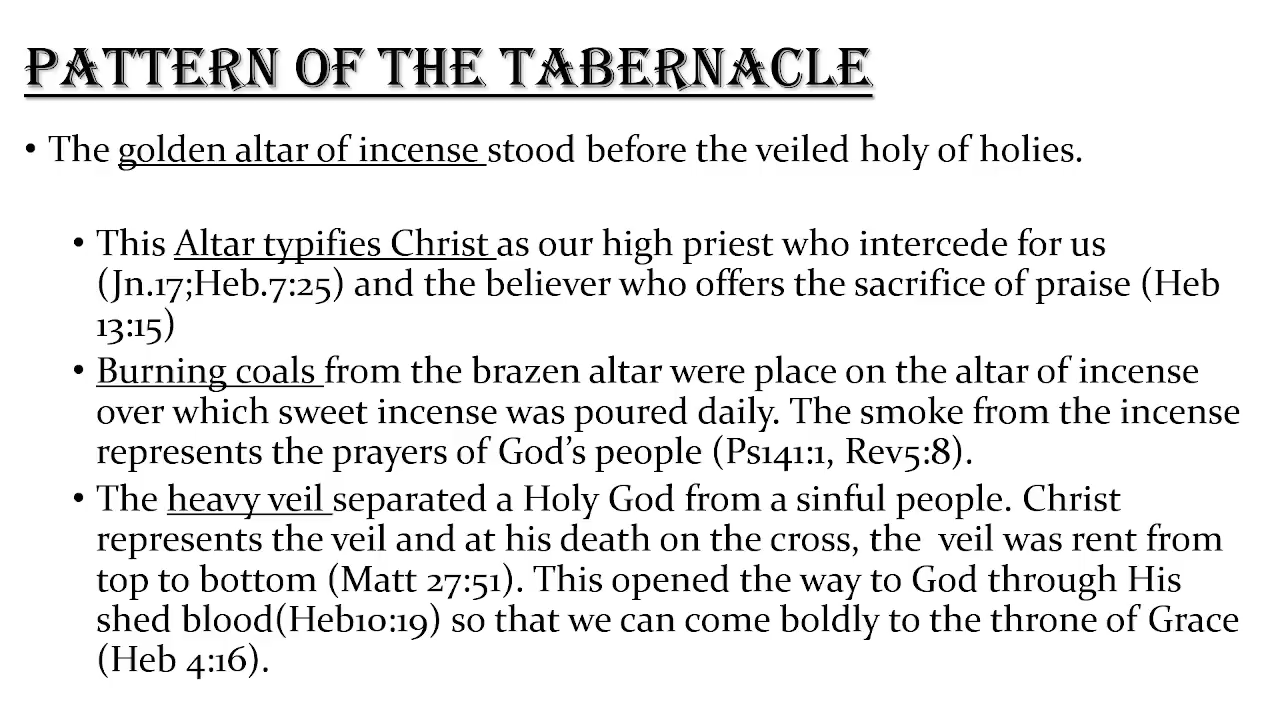 PATTERN OF THE TABERNACLE
• The golden altar of incense stood before the veiled holy of holies.
• This Altar typifies Christ as our high priest who intercede for us
(Jn.17;Heb.7:25) and the believer who offers the sacrifice of praise (Heb
13:15)
• Burning coals from the brazen altar were place on the altar of incense
over which sweet incense was poured daily. The smoke from the incense
represents the prayers of God’s people (Ps141:1, Rev5:8).
• The heavy veil separated a Holy God from a sinful people. Christ
represents the veil and at his death on the cross, the  veil was rent from
top to bottom (Matt 27:51). This opened the way to God through His
shed blood(Heb10:19) so that we can come boldly to the throne of Grace
(Heb 4:16).